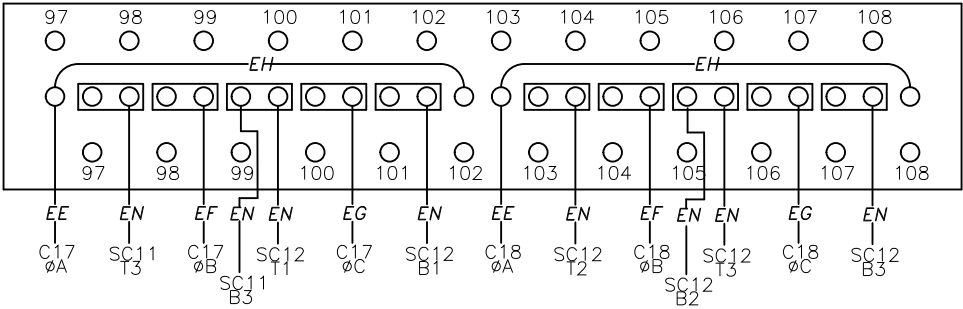 97 98 99 100 101 102 103 104 105 106 107 108
EH EH
97 98 99 100 101 102 103 104 105 106 107 108
EE EN EF EN EN EG EN EE EN EF EN EN EG EN
C17 SC11 C17 SC12 C17 SC12 C18 SC12 C18 SC12 C18 SC12
ØA T3 ØB T1 ØC B1 ØA T2 ØB T3 ØC B3
SC11 SC12
B3 B2